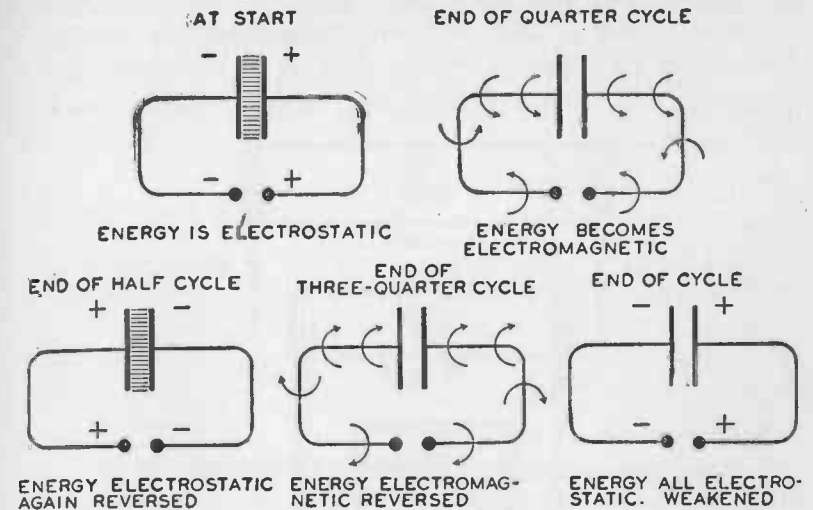 AT START
- +
- +
ENERGY IS ELECTROSTATIC
END OF QUARTER CYCLE
ENERGY BECOMES
ELECTROMAGNETIC
END OF HALF CYCLE
+ -
+ -
ENERGY ELECTROSTATIC
AGAIN REVERSED
END OF
THREE-QUARTER CYCLE
ENERGY ELECTROMAG-
NETIC REVERSED
END OF CYCLE
- +
- +
ENERGY ALL ELECTRO-
STATIC. WEAKENED